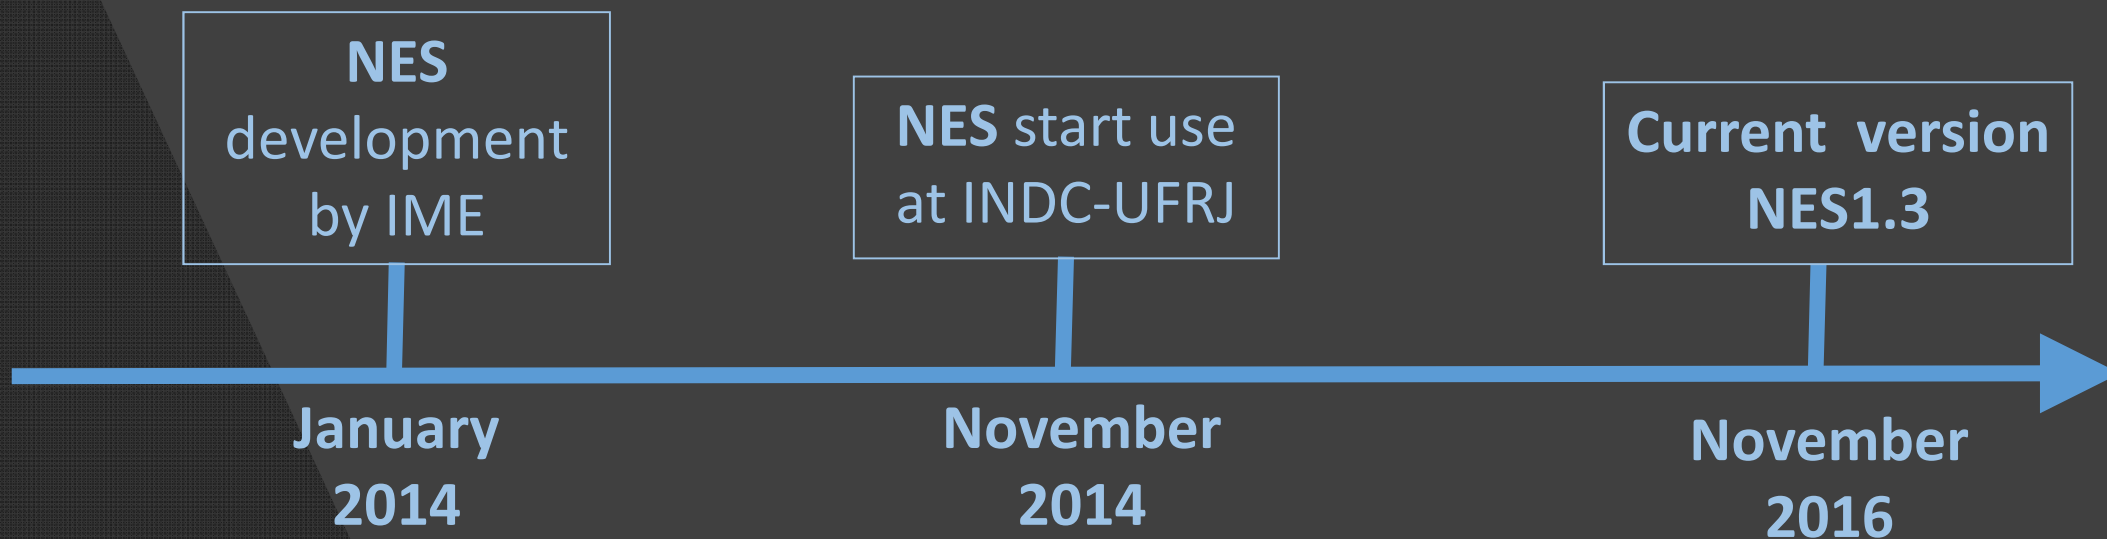 NES
development
by IME
NES start use
at INDC-UFRJ
Current version
NES1.3
January
2014
November
2014
November
2016